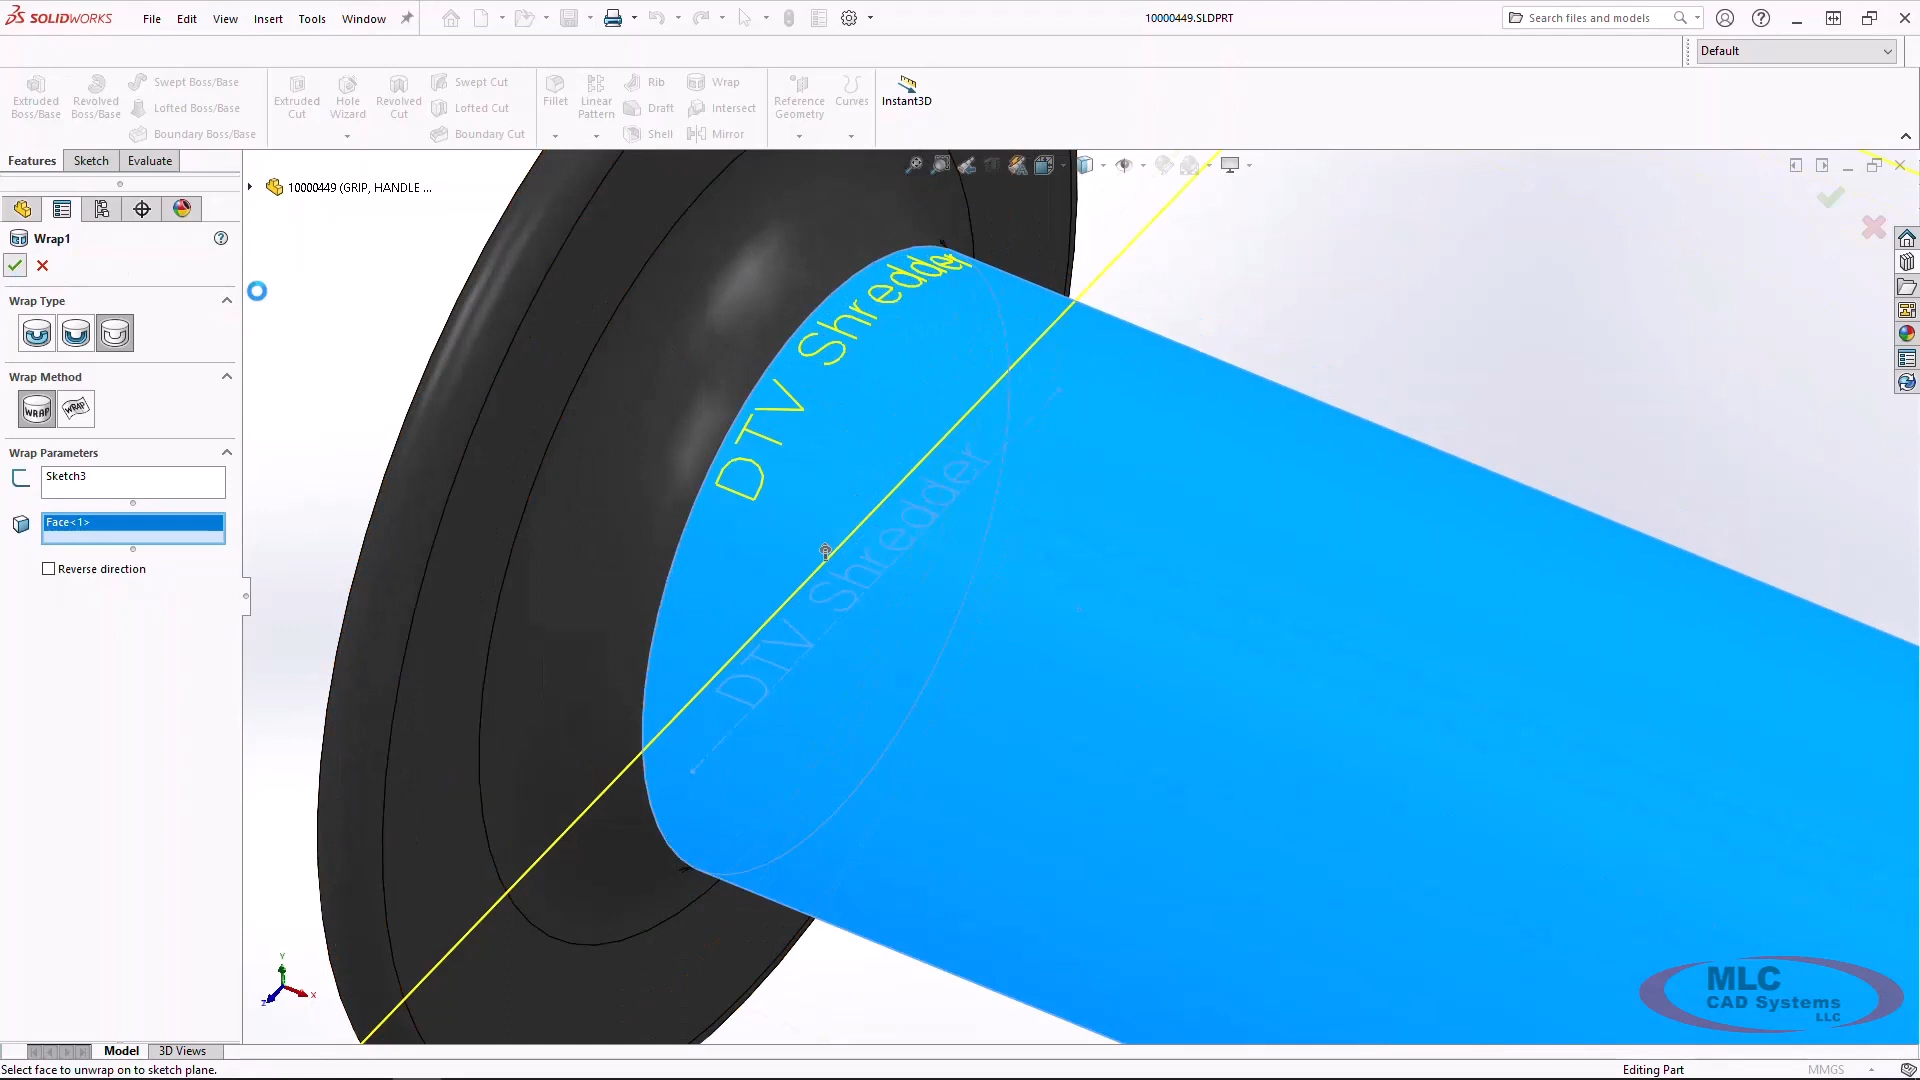 SOLIDWORKS File Edit View Insert Tools Window 10000449.SLDPRT Search files and models
Default
Extruded Boss/Base
Revolved Boss/Base
Swept Boss/Base
Lofted Boss/Base
Boundary Boss/Base
Extruded Cut
Hole Wizard
Revolved Cut
Swept Cut
Lofted Cut
Boundary Cut
Fillet
Linear Pattern
Rib
Draft
Shell
Wrap
Intersect
Mirror
Reference Geometry
Curves
Instant3D
Features Sketch Evaluate
10000449 (GRIP, HANDLE ...
Wrap1
Wrap Type
Wrap Method
WRAP WRAP
Wrap Parameters
Sketch3
Face<1>
Reverse direction
DTV Shredder
DTV Shredder
Y
Z
X
MLC
CAD Systems
LLC
Model 3D Views
Select face to unwrap on to sketch plane. Editing Part MMGS